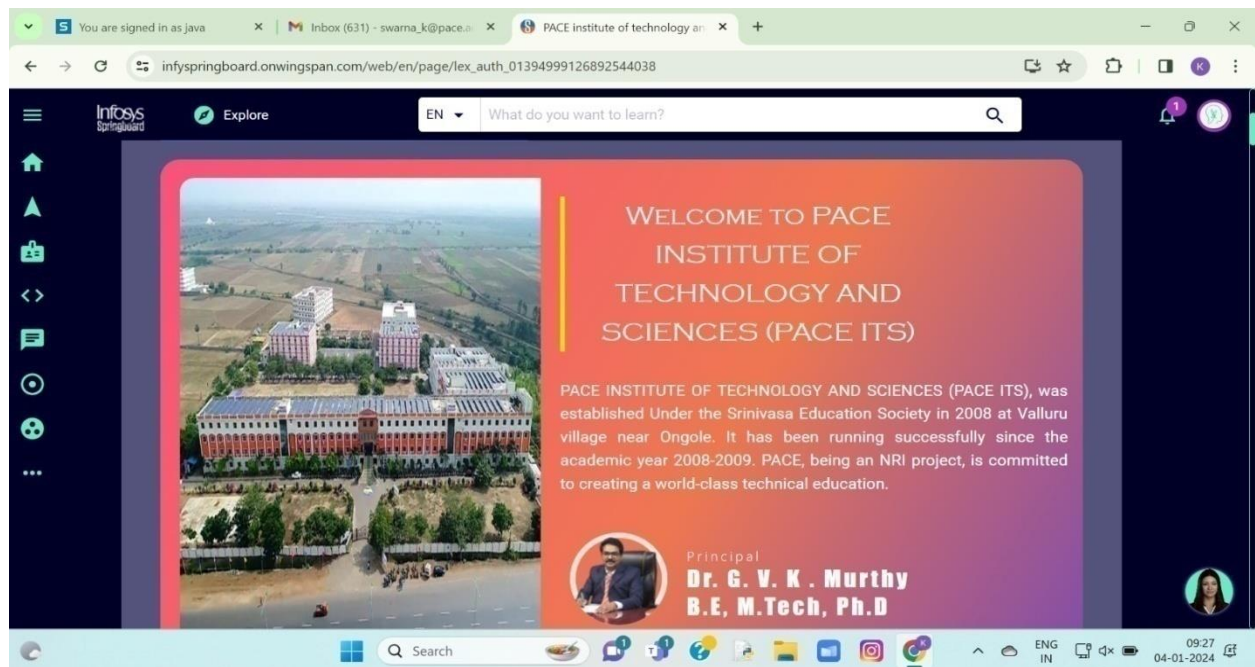 You are signed in as java
Inbox (631) - swarna_k@pace.a
PACE institute of technology an
infyspringboard.onwingspan.com/web/en/page/lex_auth_01394999126892544038
K
Infosys
Springboard
Explore
EN
What do you want to learn?
1
WELCOME TO PACE
INSTITUTE OF
TECHNOLOGY AND
SCIENCES (PACE ITS)
PACE INSTITUTE OF TECHNOLOGY AND SCIENCES (PACE ITS), was
established Under the Srinivasa Education Society in 2008 at Valluru
village near Ongole. It has been running successfully since the
academic year 2008-2009. PACE, being an NRI project, is committed
to creating a world-class technical education.
Principal
Dr. G. V. K . Murthy
B.E, M.Tech, Ph.D
Search
ENG
IN
09:27
04-01-2024